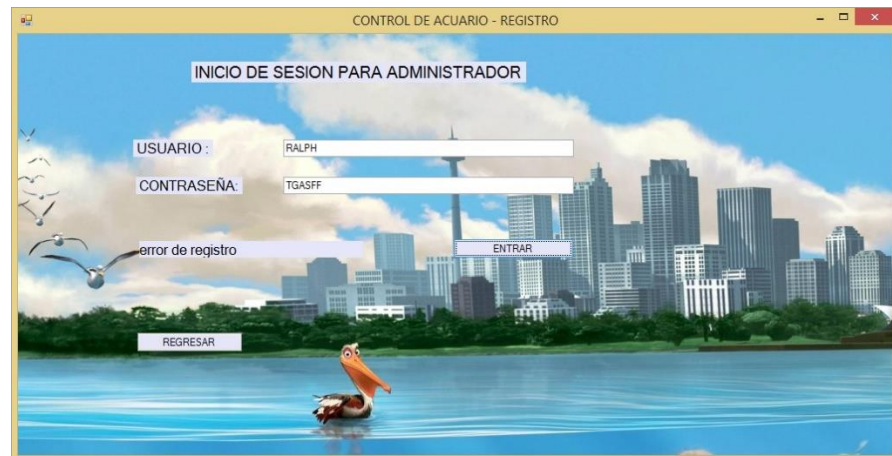 CONTROL DE ACUARIO - REGISTRO
INICIO DE SESION PARA ADMINISTRADOR
USUARIO : RALPH
CONTRASEÑA: TGASFF
error de registro ENTRAR
REGRESAR